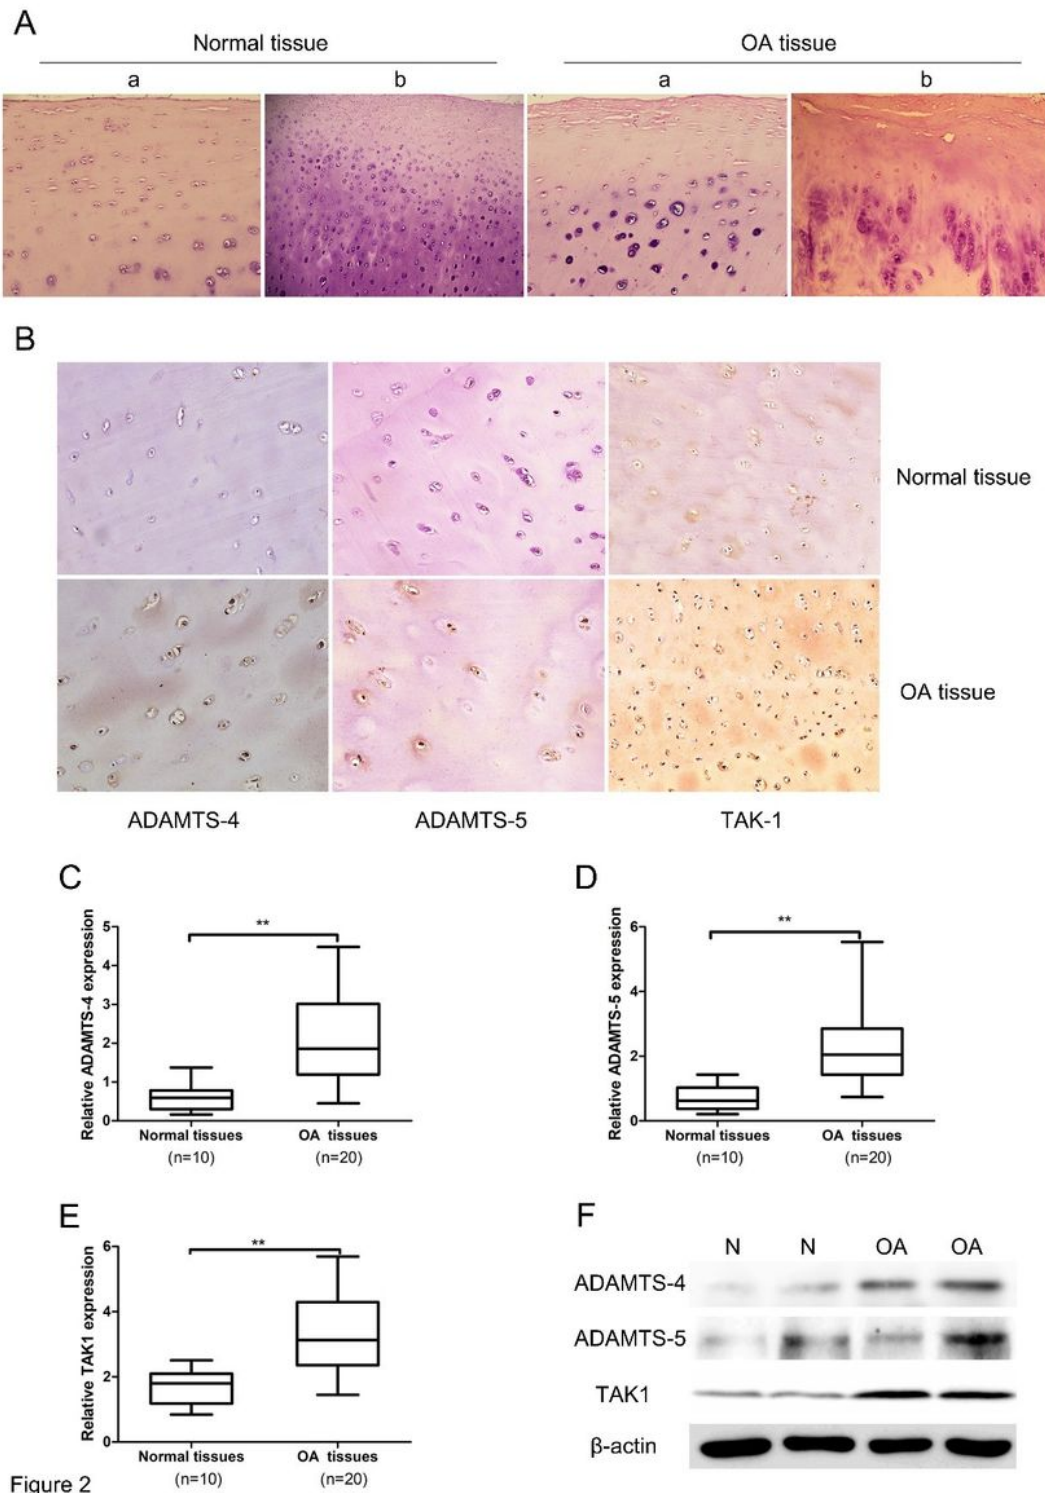 A
Normal tissue
OA tissue
a
b
a
b
B
Normal tissue
OA tissue
ADAMTS-4
ADAMTS-5
TAK-1
C
Relative ADAMTS-4 expression
5
4
3
2
1
0
**
Normal tissues
(n=10)
OA tissues
(n=20)
D
Relative ADAMTS-5 expression
6
4
2
0
**
Normal tissues
(n=10)
OA tissues
(n=20)
E
Relative TAK1 expression
6
4
2
0
**
Normal tissues
(n=10)
OA tissues
(n=20)
F
N
N
OA
OA
ADAMTS-4
ADAMTS-5
TAK1
β-actin
Figure 2